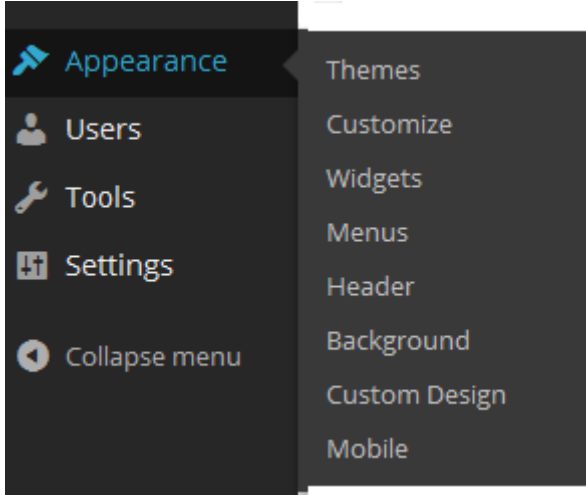 Appearance
Users
Tools
Settings
Collapse menu
Themes
Customize
Widgets
Menus
Header
Background
Custom Design
Mobile